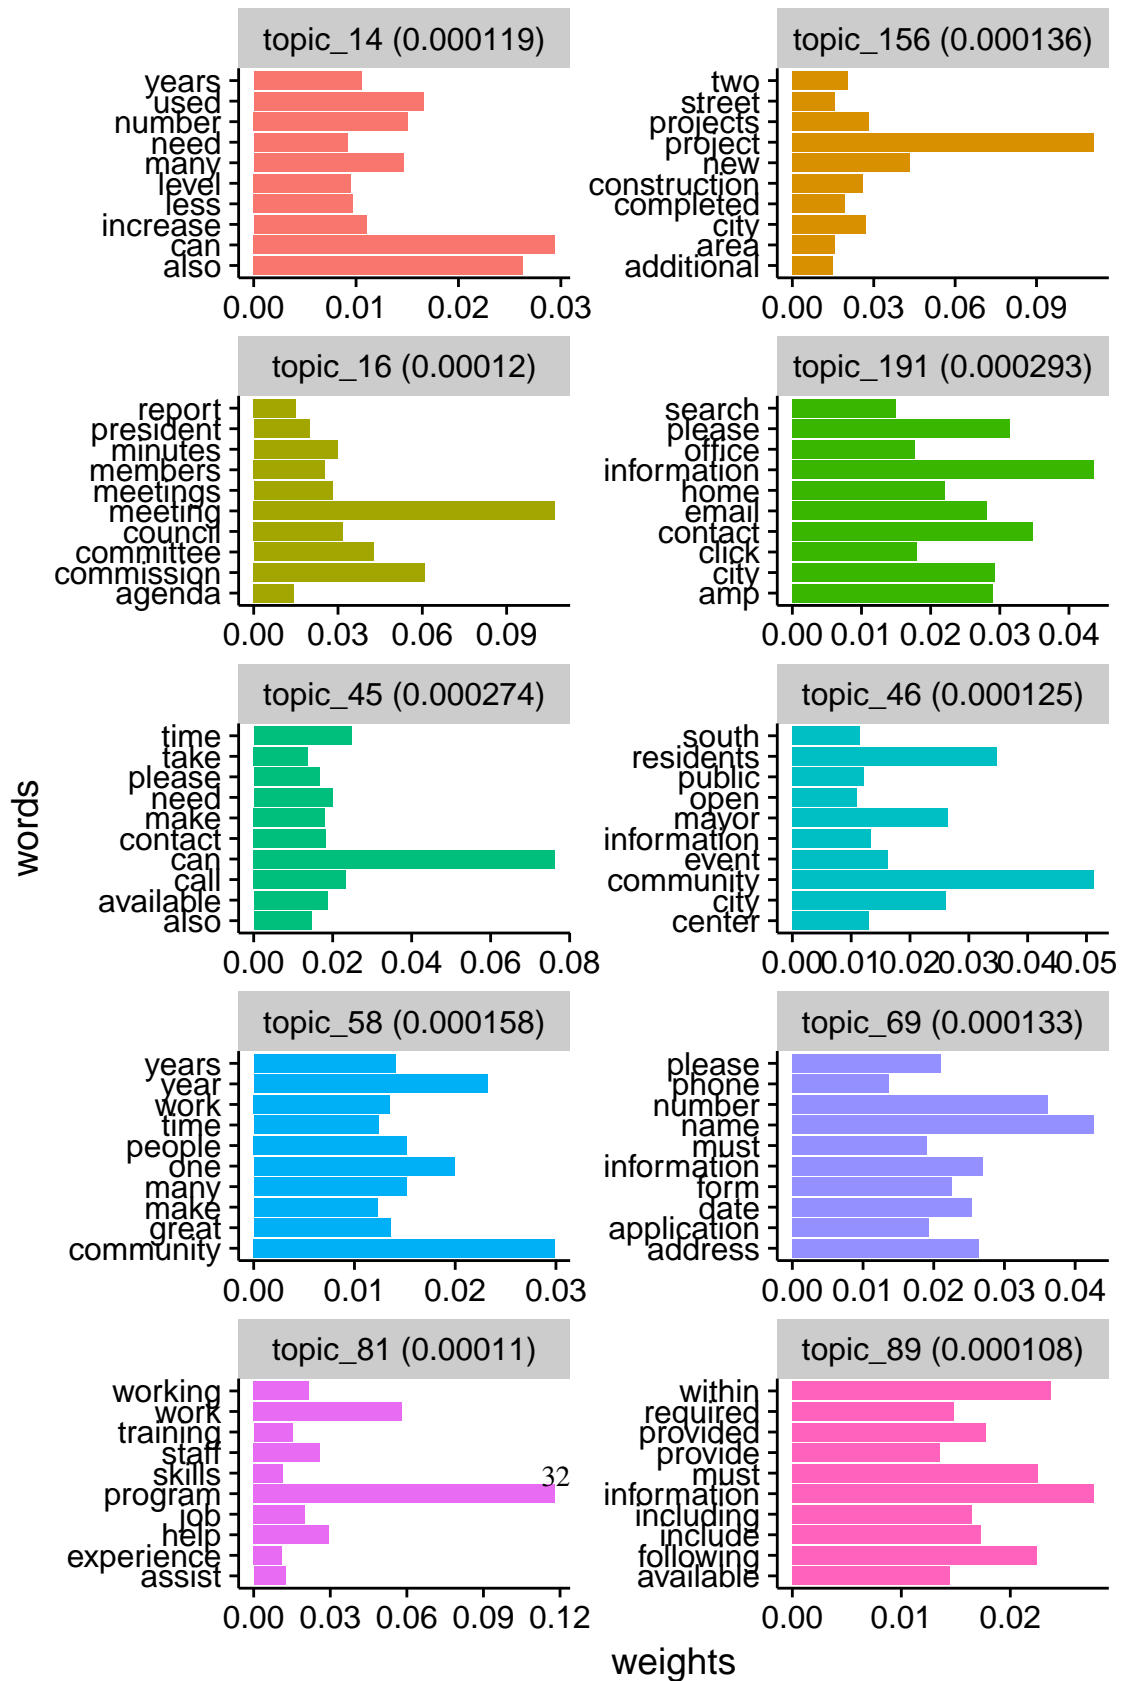 topic_14 (0.000119)
years
used
number
need
many
level
less
increase
can
also
0.00 0.01 0.02 0.03
topic_156 (0.000136)
two
street
projects
project
new
construction
completed
city
area
additional
0.00 0.03 0.06 0.09
topic_16 (0.00012)
report
president
minutes
members
meetings
meeting
council
committee
commission
agenda
0.00 0.03 0.06 0.09
topic_191 (0.000293)
search
please
office
information
home
email
contact
click
city
amp
0.00 0.01 0.02 0.03 0.04
topic_45 (0.000274)
time
take
please
need
make
contact
can
call
available
also
0.00 0.02 0.04 0.06 0.08
topic_46 (0.000125)
south
residents
public
open
mayor
information
event
community
city
center
0.00 0.01 0.02 0.03 0.04 0.05
topic_58 (0.000158)
years
year
work
time
people
one
many
make
great
community
0.00 0.01 0.02 0.03
topic_69 (0.000133)
please
phone
number
name
must
information
form
date
application
address
0.00 0.01 0.02 0.03 0.04
topic_81 (0.00011)
working
work
training
staff
skills
program
job
help
experience
assist
0.00 0.03 0.06 0.09 0.12
32
topic_89 (0.000108)
within
required
provided
provide
must
information
including
include
following
available
0.00 0.01 0.02
words
weights